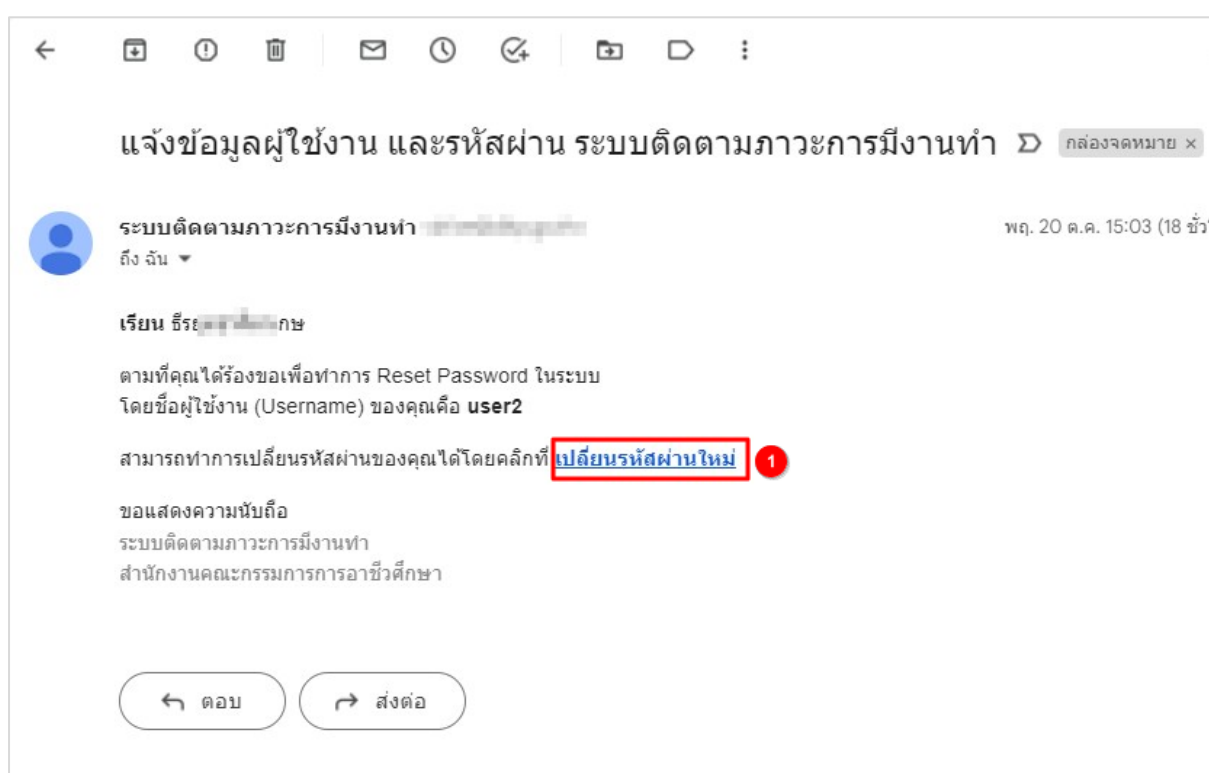 แจ้งข้อมูลผู้ใช้งาน และรหัสผ่าน ระบบติดตามภาวะการมีงานทำ กล่องจดหมาย ×
ระบบติดตามภาวะการมีงานทำ พฤ. 20 ต.ค. 15:03 (18
ถึง ฉัน
เรียน
ตามที่คุณได้ร้องขอเพื่อทำการ Reset Password ในระบบ
โดยชื่อผู้ใช้งาน (Username) ของคุณคือ user2
สามารถทำการเปลี่ยนรหัสผ่านของคุณได้โดยคลิกที่ เปลี่ยนรหัสผ่านใหม่ 1
ขอแสดงความนับถือ
ระบบติดตามภาวะการมีงานทำ
สำนักงานคณะกรรมการการอาชีวศึกษา
ตอบ ส่งต่อ